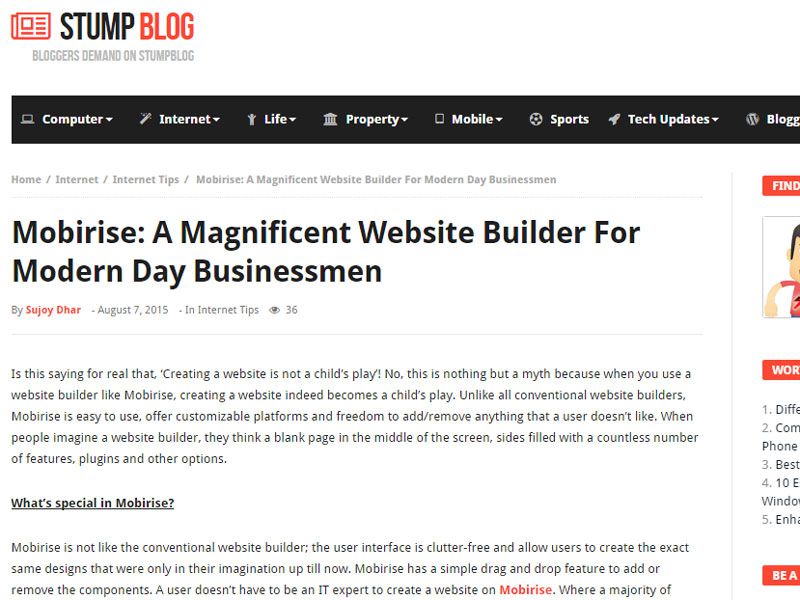 STUMP BLOG
BLOGGERS DEMAND ON STUMPBLOG
Computer Internet Life Property Mobile Sports Tech Updates Blogg
Home / Internet / Internet Tips / Mobirise: A Magnificent Website Builder For Modern Day Businessmen
Mobirise: A Magnificent Website Builder For
Modern Day Businessmen
By Sujoy Dhar - August 7, 2015 - In Internet Tips 36
Is this saying for real that, ‘Creating a website is not a child’s play’! No, this is nothing but a myth because when you use a
website builder like Mobirise, creating a website indeed becomes a child’s play. Unlike all conventional website builders,
Mobirise is easy to use, offer customizable platforms and freedom to add/remove anything that a user doesn’t like. When
people imagine a website builder, they think a blank page in the middle of the screen, sides filled with a countless number
of features, plugins and other options.
What’s special in Mobirise?
Mobirise is not like the conventional website builder; the user interface is clutter-free and allow users to create the exact
same designs that were only in their imagination up till now. Mobirise has a simple drag and drop feature to add or
remove the components. A user doesn’t have to be an IT expert to create a website on Mobirise. Where a majority of
FIND
WOR
1. Diffe
2. Com
Phone
3. Best
4. 10 E
Windo
5. Enha
BE A